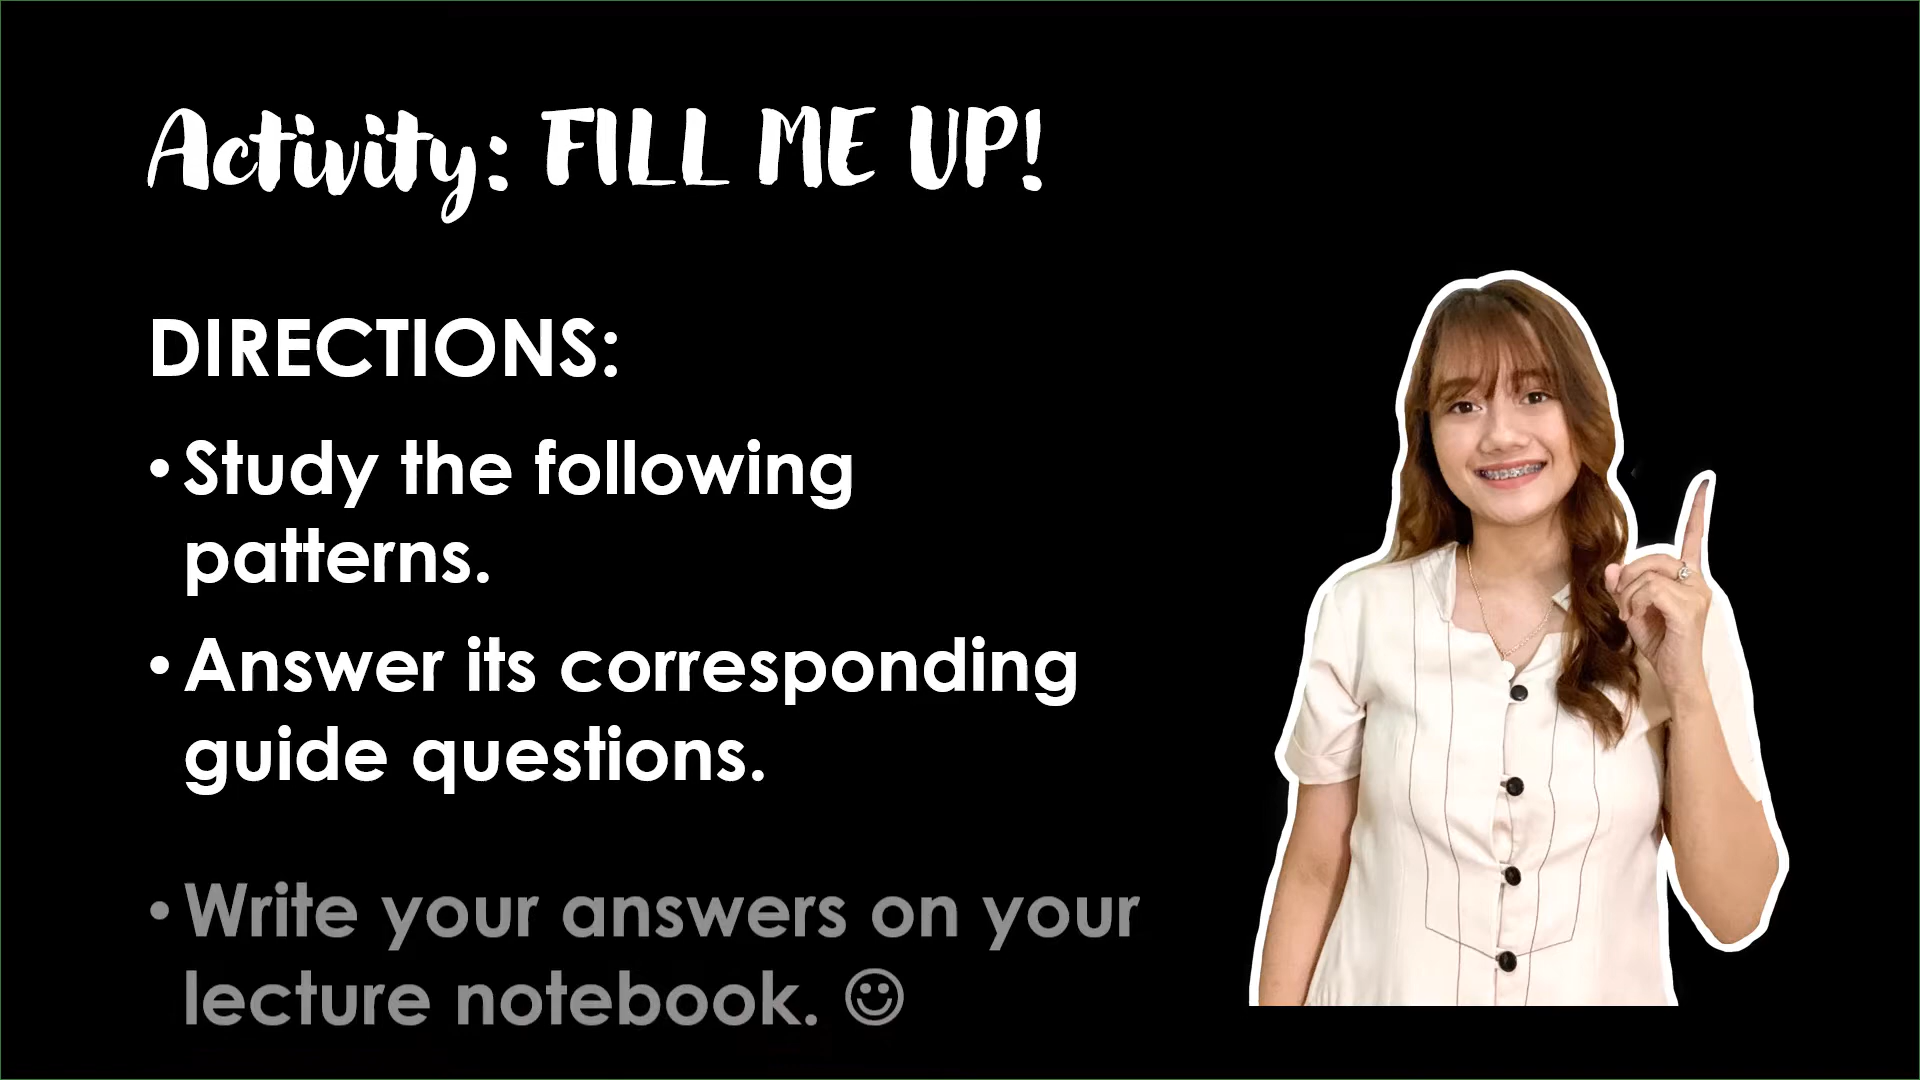 Activity: FILL ME UP!
DIRECTIONS:
• Study the following
patterns.
• Answer its corresponding
guide questions.
• Write your answers on your
lecture notebook. ☺